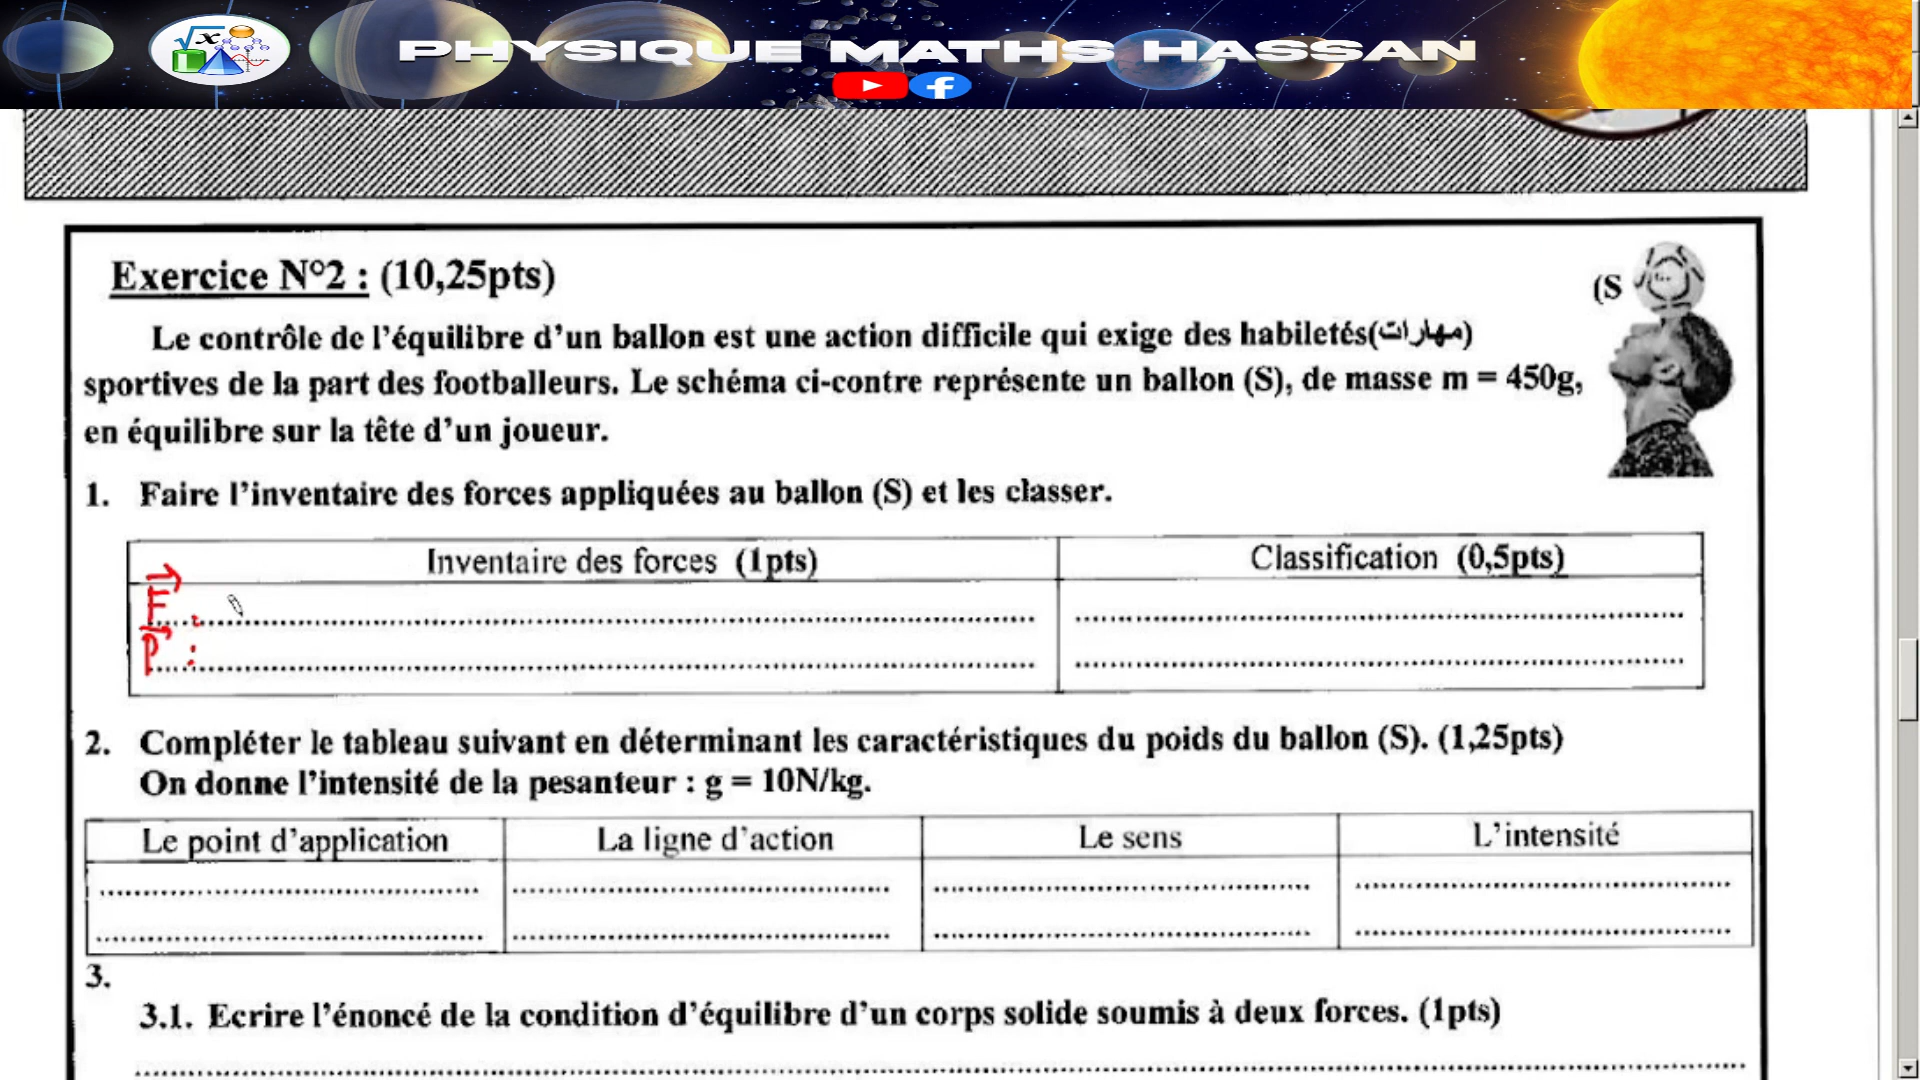 PHYSIQUE MATHS HASSAN
Exercice N°2 : (10,25pts)
(S
Le contrôle de l'équilibre d'un ballon est une action difficile qui exige des habiletés(مهارات)
sportives de la part des footballeurs. Le schéma ci-contre représente un ballon (S), de masse m = 450g,
en équilibre sur la tête d'un joueur.
1. Faire l'inventaire des forces appliquées au ballon (S) et les classer.
Inventaire des forces (1pts) Classification (0,5pts)
F :
P :
2. Compléter le tableau suivant en déterminant les caractéristiques du poids du ballon (S). (1,25pts)
On donne l'intensité de la pesanteur : g = 10N/kg.
Le point d'application La ligne d'action Le sens L'intensité
3.
3.1. Ecrire l'énoncé de la condition d'équilibre d'un corps solide soumis à deux forces. (1pts)